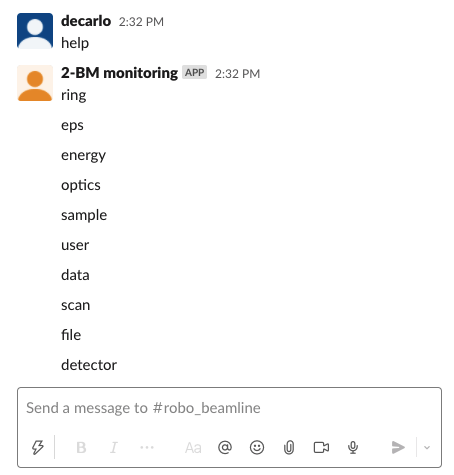 decarlo 2:32 PM
help
2-BM monitoring APP 2:32 PM
ring
eps
energy
optics
sample
user
data
scan
file
detector
Send a message to #robo_beamline
B I ... Aa @